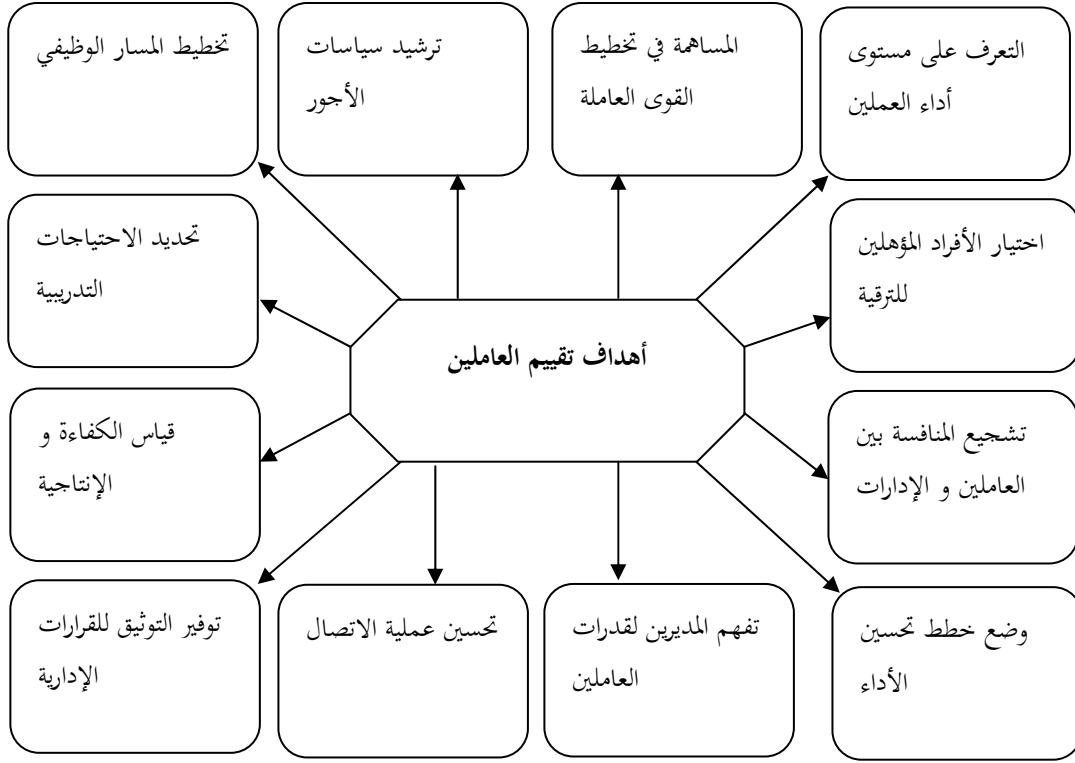 التعرف على مستوى
أداء العملين
المساهمة في تخطيط
القوى العاملة
ترشيد سياسات
الأجور
تخطيط المسار الوظيفي
اختيار الأفراد المؤهلين
للترقية
تحديد الاحتياجات
التدريبية
أهداف تقييم العاملين
تشجيع المنافسة بين
العاملين و الإدارات
قياس الكفاءة و
الإنتاجية
وضع خطط تحسين
الأداء
تفهم المديرين لقدرات
العاملين
تحسين عملية الاتصال
توفير التوثيق للقرارات
الإدارية